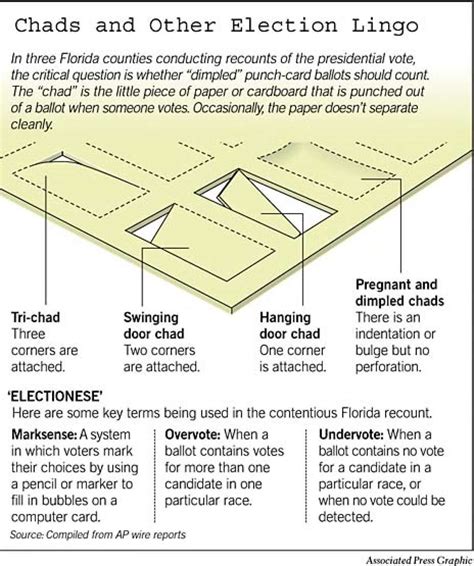 Chads and Other Election Lingo
In three Florida counties conducting recounts of the presidential vote,
the critical question is whether “dimpled” punch-card ballots should count.
The “chad” is the little piece of paper or cardboard that is punched out
of a ballot when someone votes. Occasionally, the paper doesn’t separate
cleanly.
Tri-chad
Three
corners are
attached.
Swinging
door chad
Two corners
are attached.
Hanging
door chad
One corner
is attached.
Pregnant and
dimpled chads
There is an
indentation or
bulge but no
perforation.
‘ELECTIONESE’
Here are some key terms being used in the contentious Florida recount.
Marksense: A system
in which voters mark
their choices by using
a pencil or marker to
fill in bubbles on a
computer card.
Overvote: When a
ballot contains votes
for more than one
candidate in one
particular race.
Undervote: When a
ballot contains no vote
for a candidate in a
particular race, or
when no vote could be
detected.
Source: Compiled from AP wire reports
Associated Press Graphic